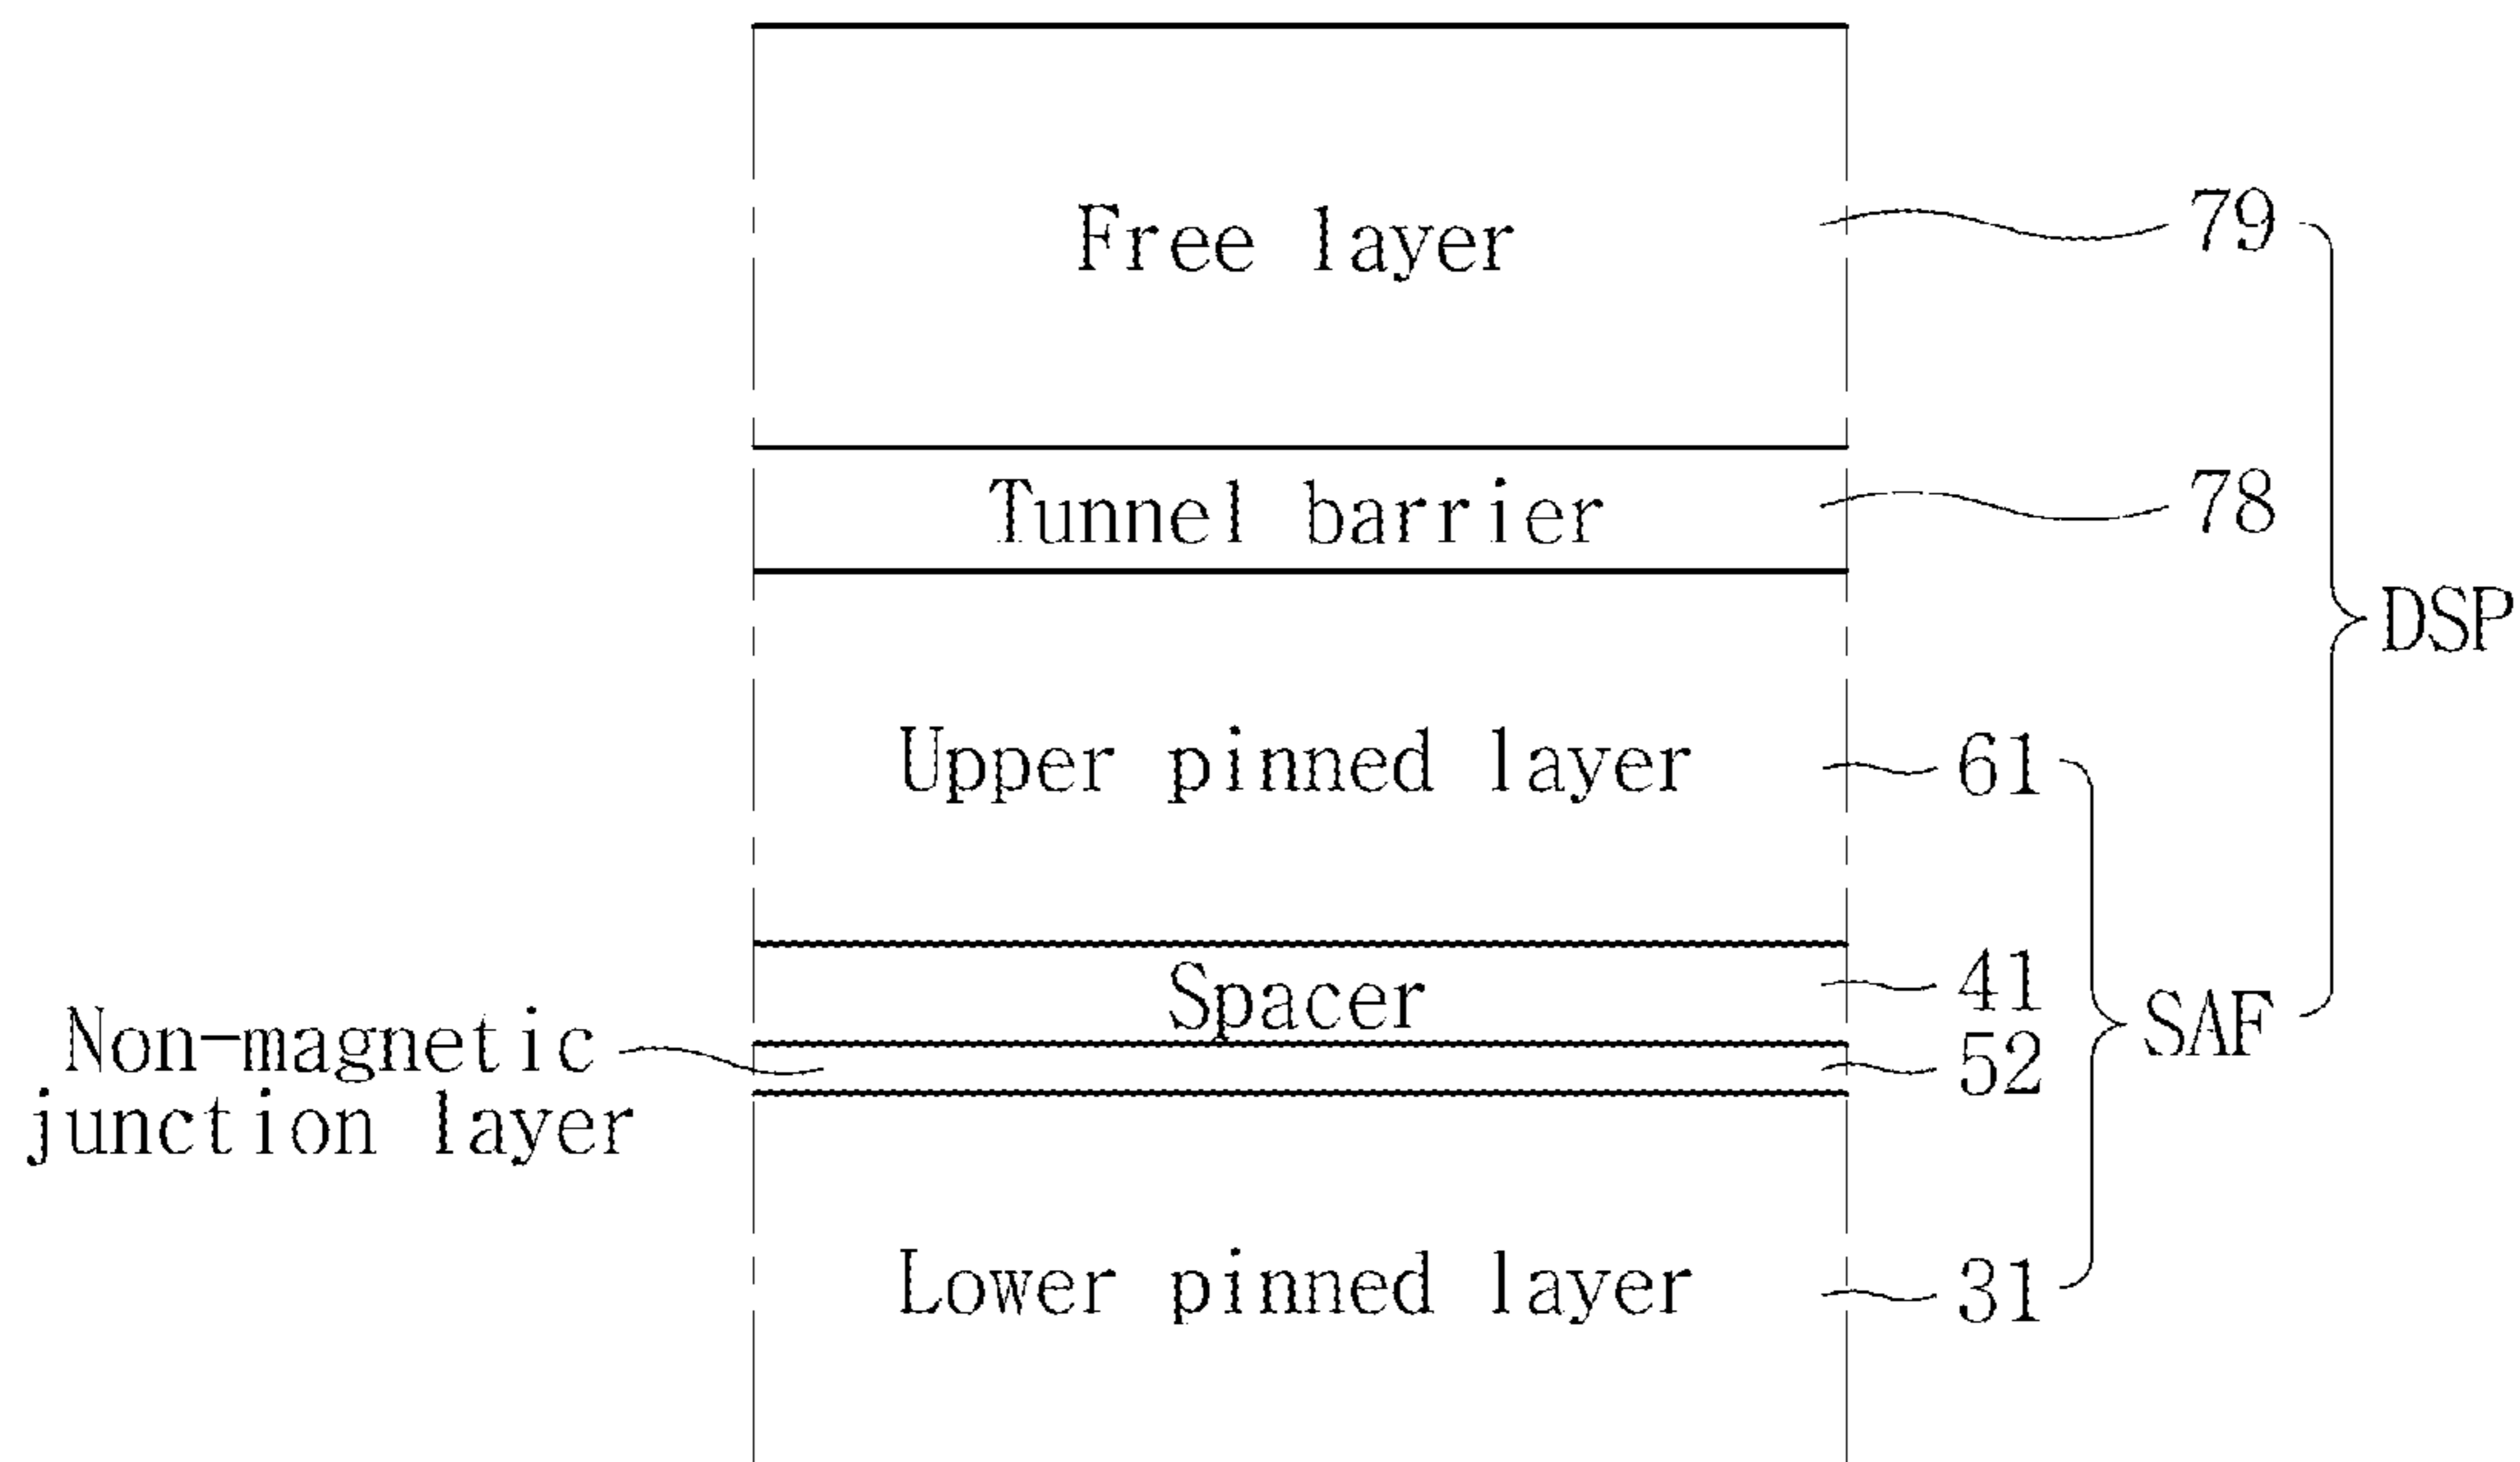 Free layer
79
Tunnel barrier
78
DSP
Upper pinned layer
61
Spacer
41
SAF
Non-magnetic
junction layer
52
Lower pinned layer
31